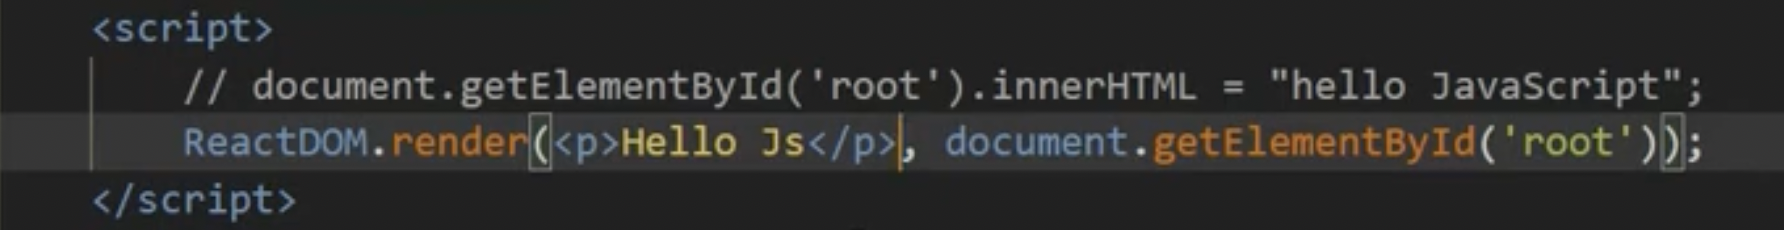 <script>
// document.getElementById('root').innerHTML = "hello JavaScript";
ReactDOM.render(<p>Hello Js</p>, document.getElementById('root'));
</script>